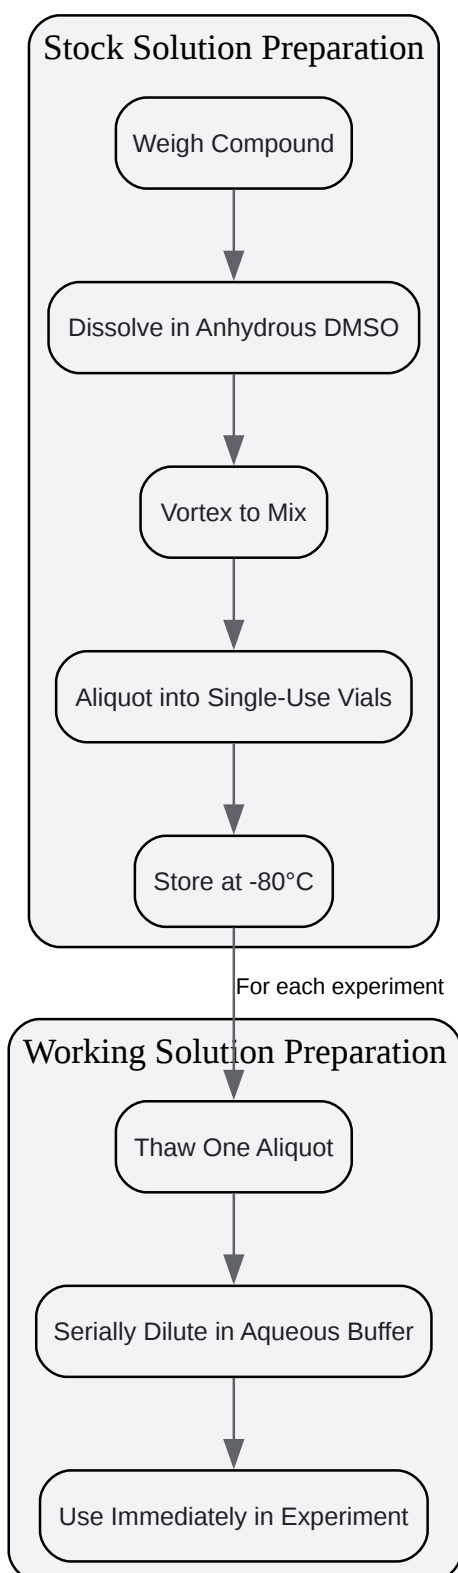 Stock Solution Preparation
Weigh Compound
Dissolve in Anhydrous DMSO
Vortex to Mix
Aliquot into Single-Use Vials
Store at -80°C
For each experiment
Working Solution Preparation
Thaw One Aliquot
Serially Dilute in Aqueous Buffer
Use Immediately in Experiment